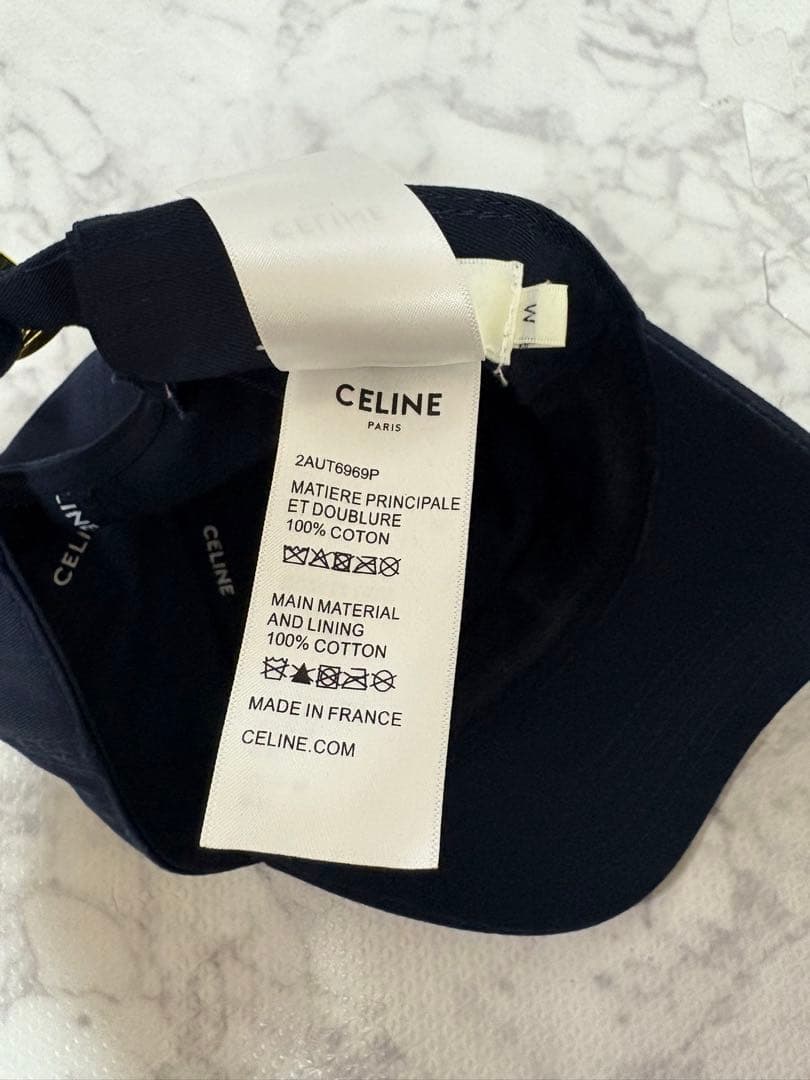 CELINE
CELINE
PARIS
2AUT6969P
MATIERE PRINCIPALE
ET DOUBLURE
100% COTON
MAIN MATERIAL
AND LINING
100% COTTON
MADE IN FRANCE
CELINE.COM
M
CELINE
CELINE